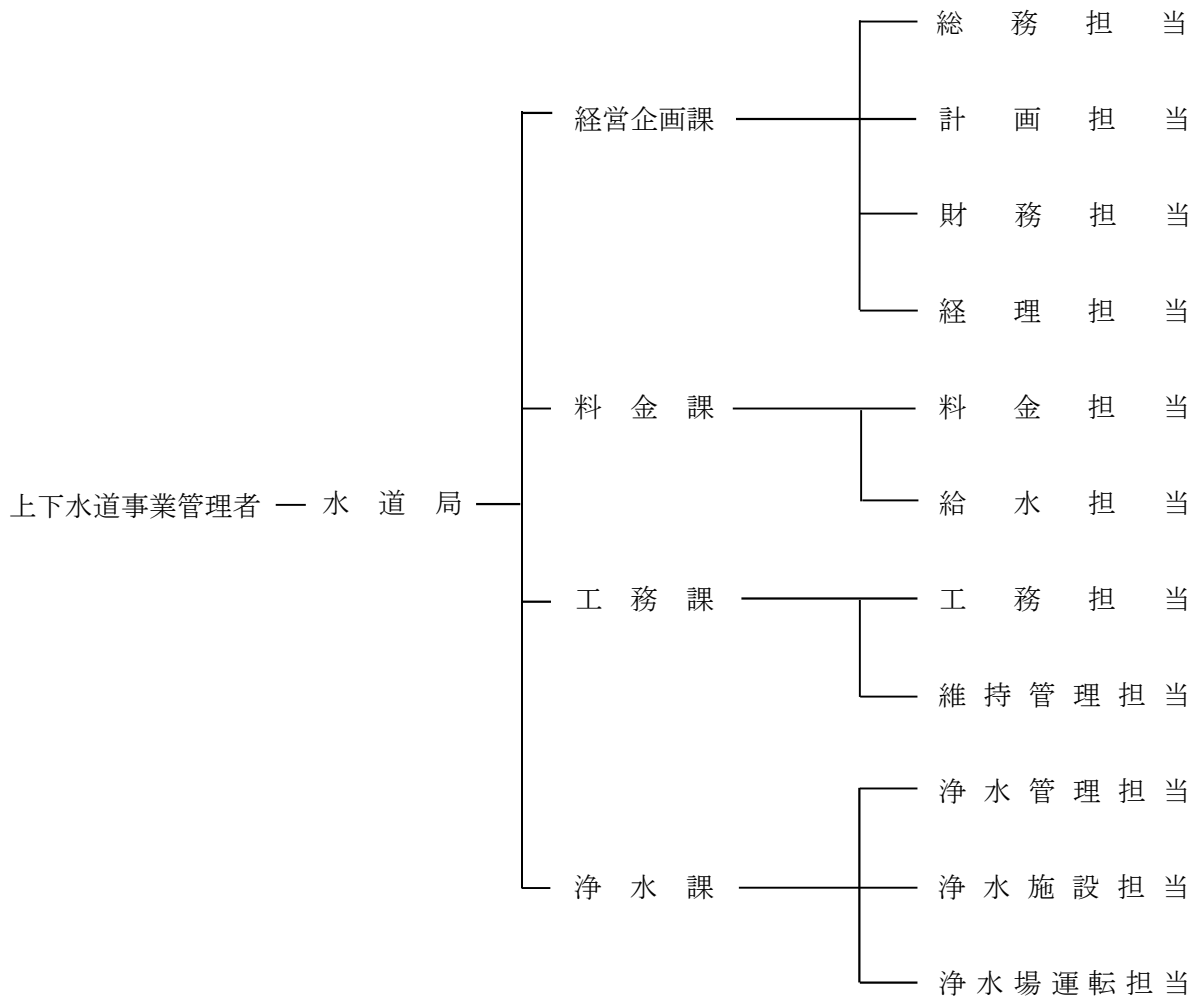 総務担当
経営企画課
計画担当
財務担当
経理担当
料金課
料金担当
上下水道事業管理者
水道局
給水担当
工務課
工務担当
維持管理担当
浄水管理担当
浄水課
浄水施設担当
浄水場運転担当